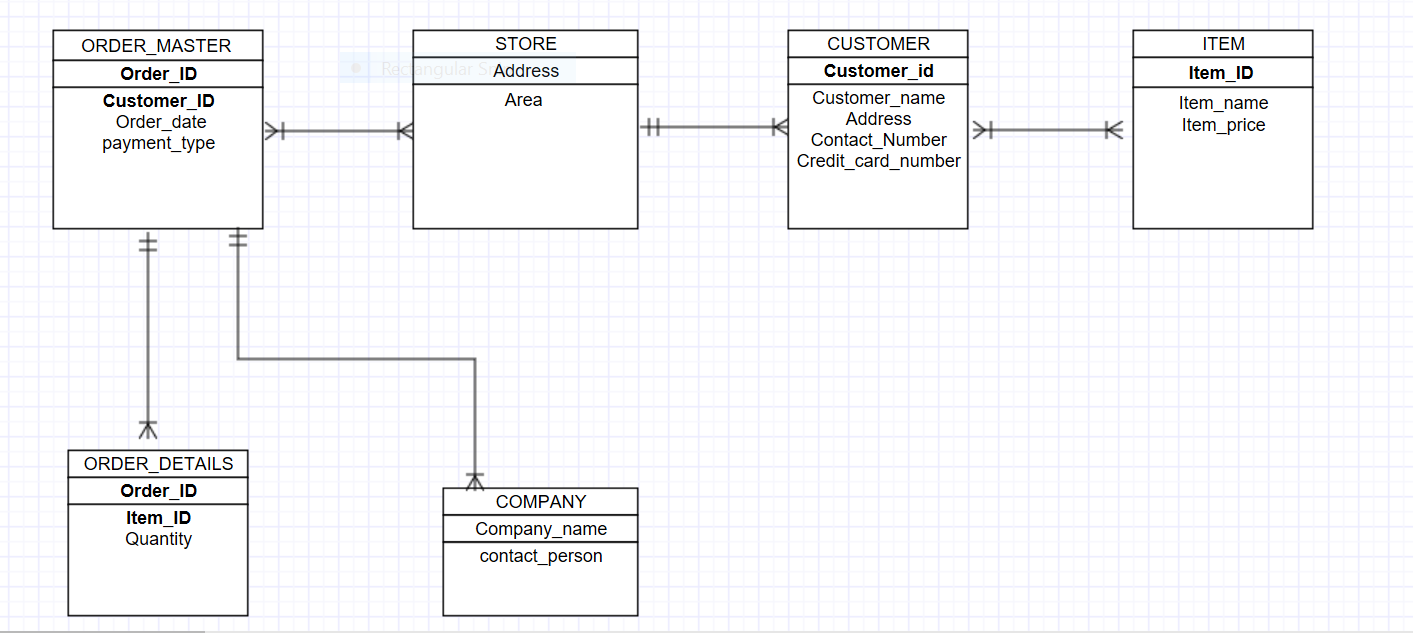 ORDER_MASTER
Order_ID
Customer_ID
Order_date
payment_type
STORE
Address
Area
CUSTOMER
Customer_id
Customer_name
Address
Contact_Number
Credit_card_number
ITEM
Item_ID
Item_name
Item_price
ORDER_DETAILS
Order_ID
Item_ID
Quantity
COMPANY
Company_name
contact_person
Rectangular